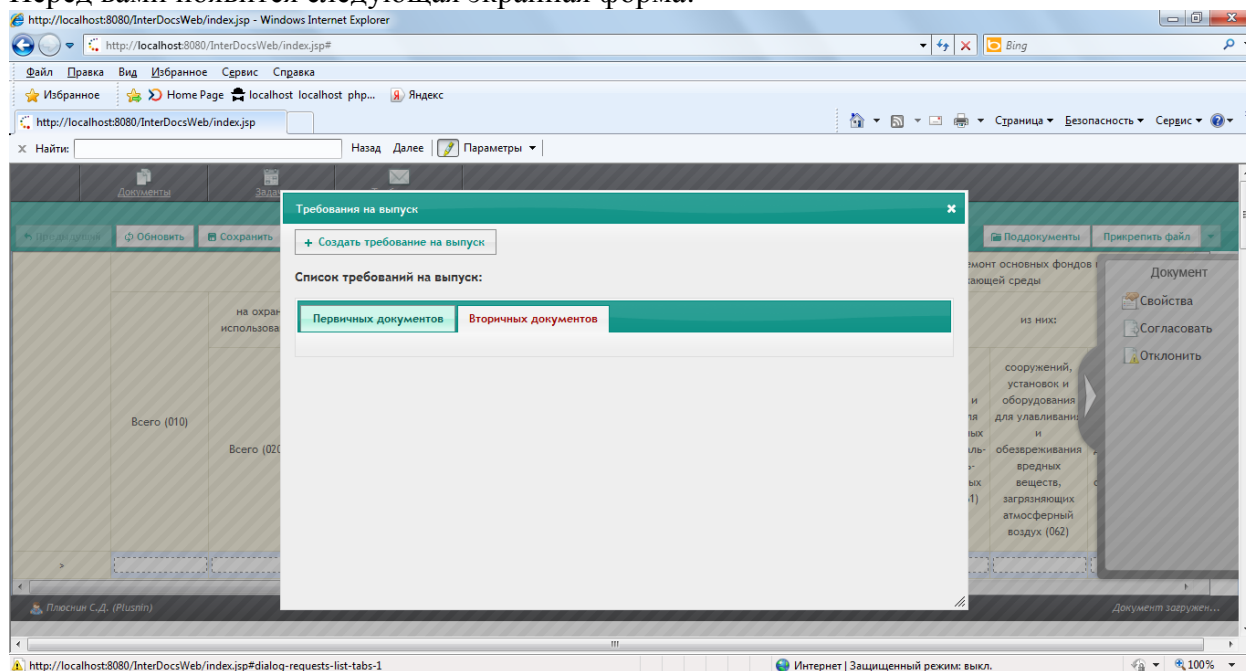 Перед вами появится следующая экранная форма:
http://localhost:8080/InterDocsWeb/index.jsp - Windows Internet Explorer
http://localhost:8080/InterDocsWeb/index.jsp#
Bing
Файл Правка Вид Избранное Сервис Справка
Избранное Home Page localhost localhost php... Яндекс
http://localhost:8080/InterDocsWeb/index.jsp
Страница Безопасность Сервис
x Найти: Назад Далее Параметры
Документы
Требования на выпуск
Предыдущий Обновить Сохранить
+ Создать требование на выпуск
Поддокументы Прикрепить файл
Список требований на выпуск:
Первичных документов Вторичных документов
основных фондов
среды
на
из них:
Документ
Свойства
Согласовать
Отклонить
Всего (010)
Всего (020
сооружений,
установок и
оборудования
для улавливания
и
обезвреживания
вредных
веществ,
загрязняющих
атмосферный
воздух (062)
Плюснин С.Д. (Plusnin)
Документ загружен...
http://localhost:8080/InterDocsWeb/index.jsp#dialog-requests-list-tabs-1
Интернет | Защищенный режим: выкл.
100%